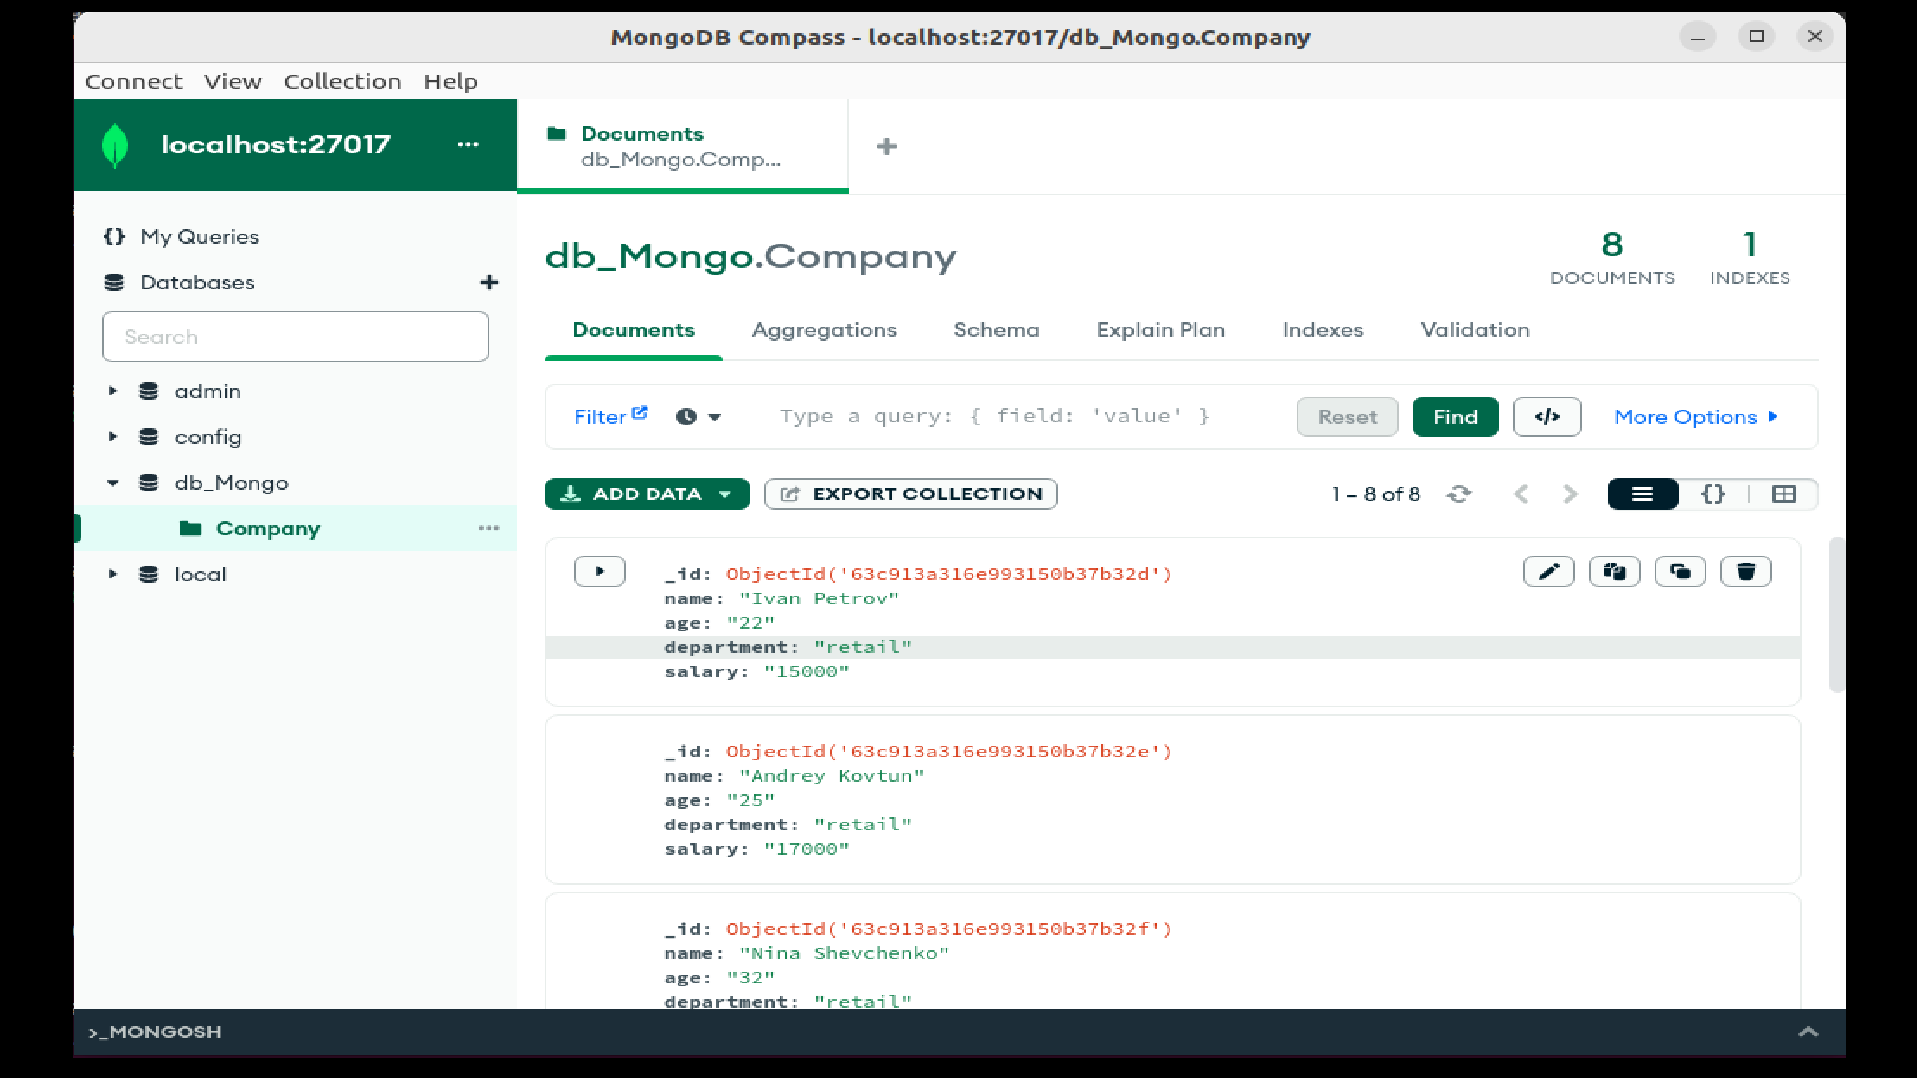 MongoDB Compass - localhost:27017/db_Mongo.Company
Connect View Collection Help
localhost:27017 ...
Documents
db_Mongo.Comp...
+
{} My Queries
Databases +
Search
admin
config
db_Mongo
Company ...
local
db_Mongo.Company
8
DOCUMENTS
1
INDEXES
Documents Aggregations Schema Explain Plan Indexes Validation
Filter Type a query: { field: 'value' } Reset Find </> More Options
ADD DATA EXPORT COLLECTION 1 – 8 of 8 {}
_id: ObjectId('63c913a316e993150b37b32d')
name: "Ivan Petrov"
age: "22"
department: "retail"
salary: "15000"
_id: ObjectId('63c913a316e993150b37b32e')
name: "Andrey Kovtun"
age: "25"
department: "retail"
salary: "17000"
_id: ObjectId('63c913a316e993150b37b32f')
name: "Nina Shevchenko"
age: "32"
department: "retail"
>_MONGOSH